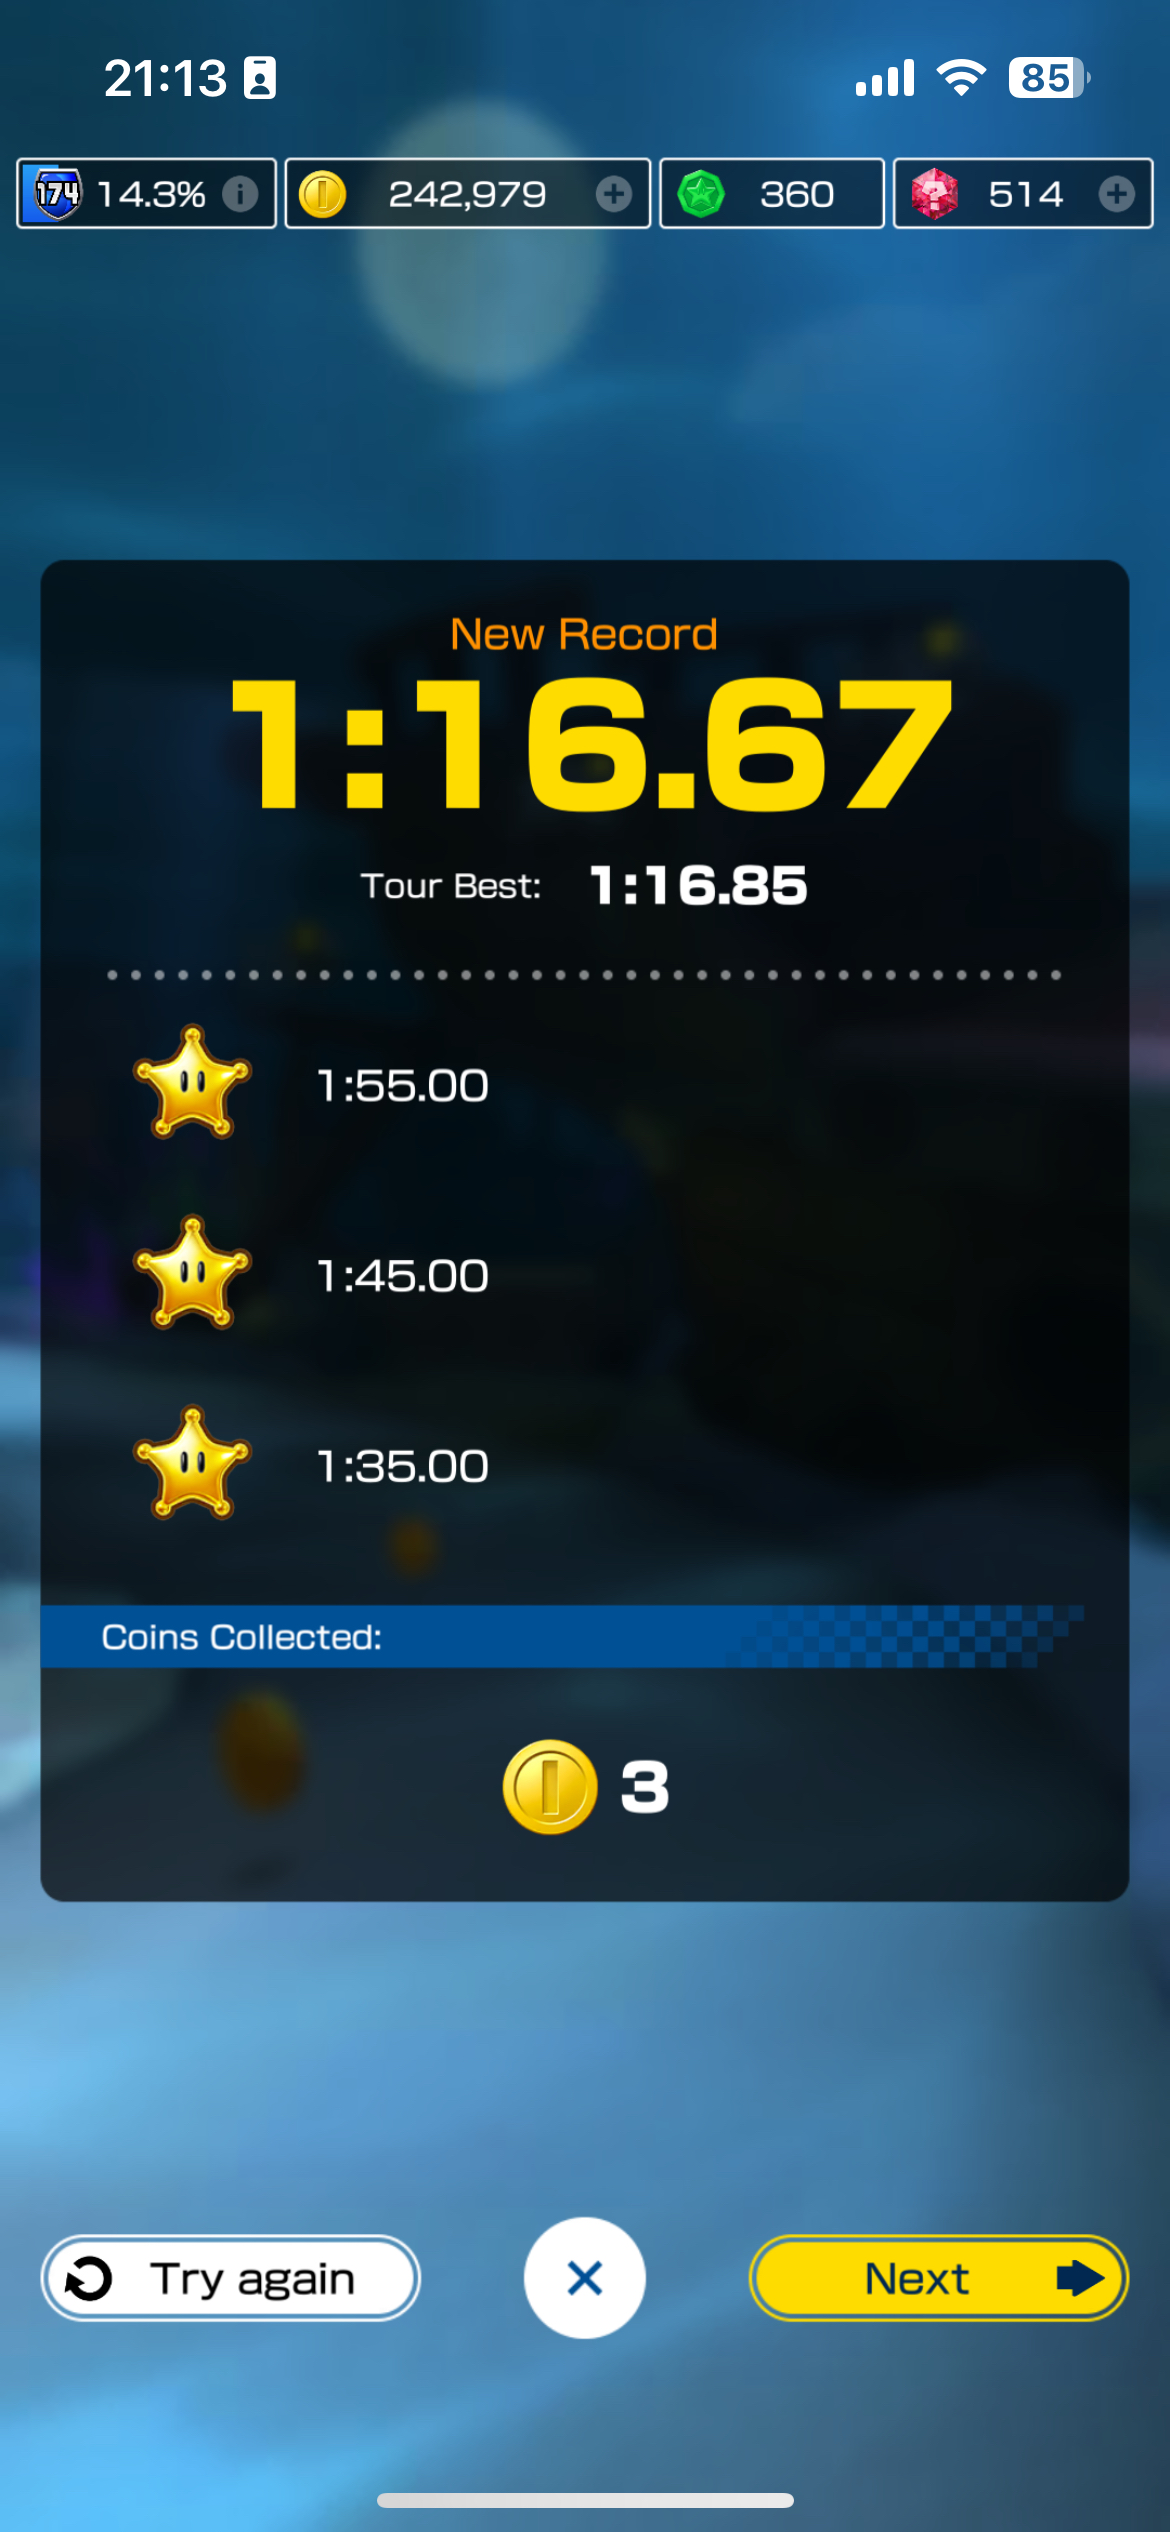 21:13 85
174 14.3% i 242,979 + 360 514 +
New Record
1:16.67
Tour Best: 1:16.85
1:55.00
1:45.00
1:35.00
Coins Collected:
3
Try again × Next